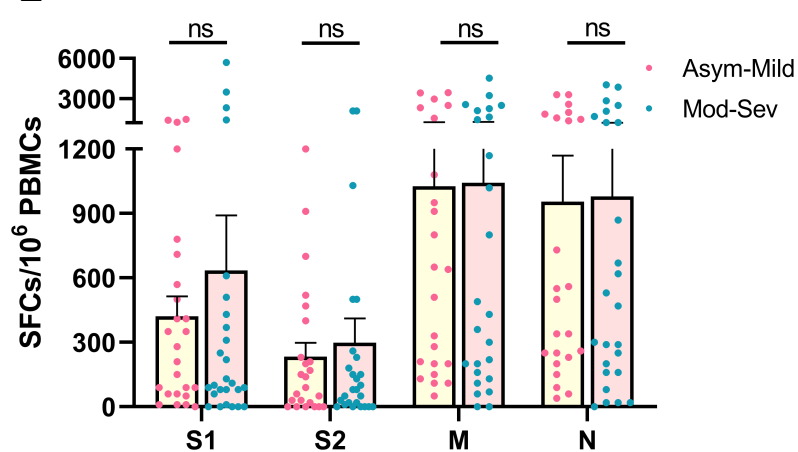 ns ns ns ns
6000
3000
1200
900
600
300
0
SFCs/10⁶ PBMCs
S1 S2 M N
Asym-Mild
Mod-Sev